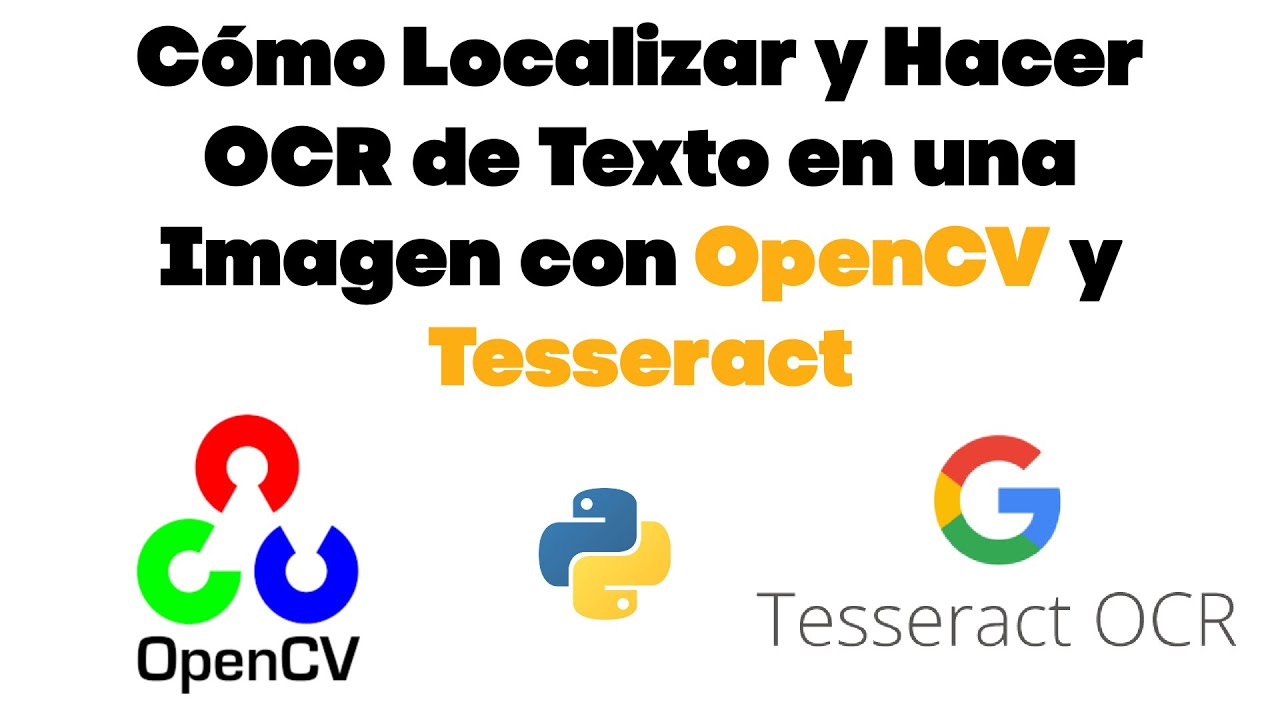 Cómo Localizar y Hacer
OCR de Texto en una
Imagen con OpenCV y
Tesseract
OpenCV
Tesseract OCR